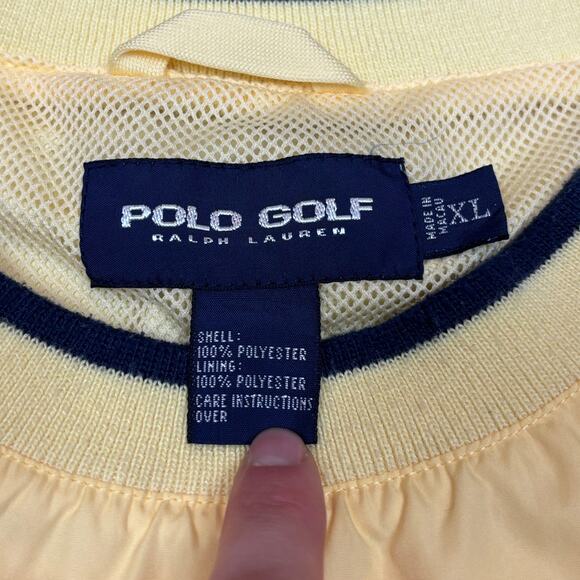 POLO GOLF
RALPH LAUREN
MADE IN
MACAU
XL
SHELL:
100% POLYESTER
LINING:
100% POLYESTER
CARE INSTRUCTIONS
OVER